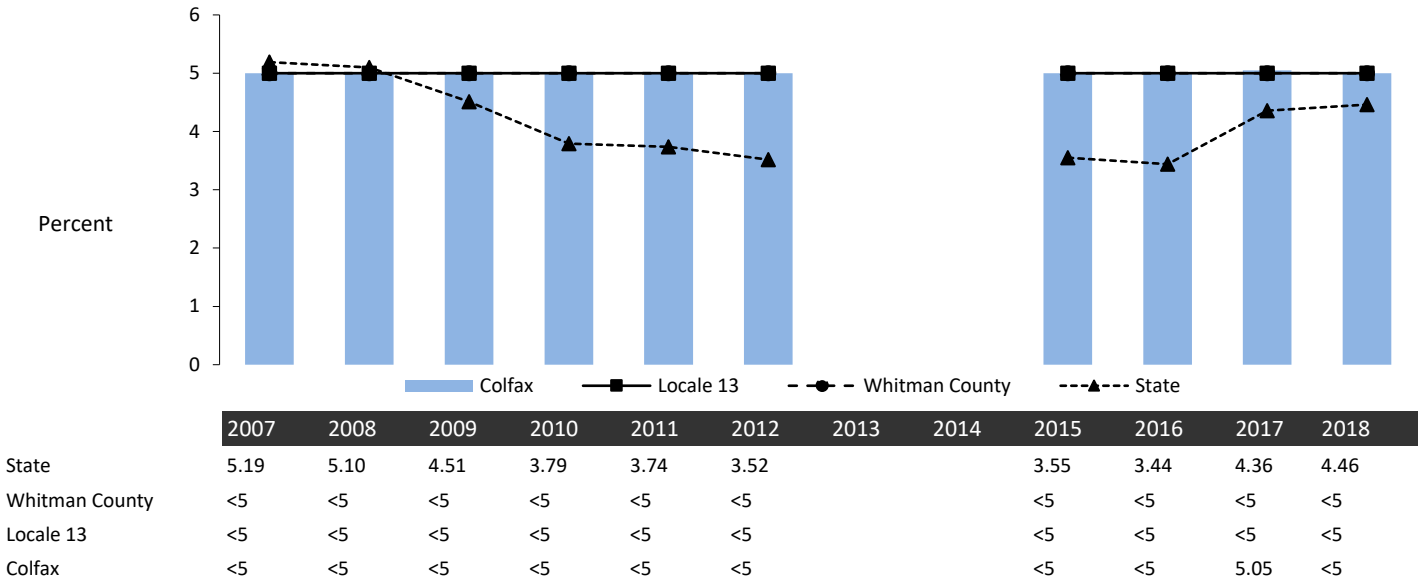 6
5
4
3
2
1
0
Percent
Colfax Locale 13 Whitman County State
2007 2008 2009 2010 2011 2012 2013 2014 2015 2016 2017 2018
State 5.19 5.10 4.51 3.79 3.74 3.52 3.55 3.44 4.36 4.46
Whitman County <5 <5 <5 <5 <5 <5 <5 <5 <5 <5
Locale 13 <5 <5 <5 <5 <5 <5 <5 <5 <5 <5
Colfax <5 <5 <5 <5 <5 <5 <5 <5 5.05 <5